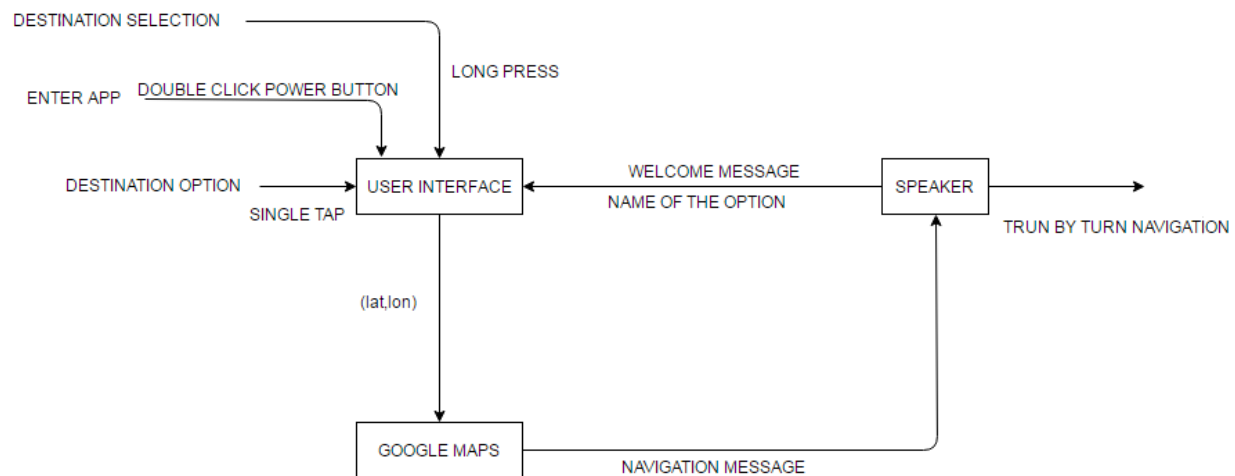 DESTINATION SELECTION
LONG PRESS
DOUBLE CLICK POWER BUTTON
ENTER APP
WELCOME MESSAGE
DESTINATION OPTION
USER INTERFACE
SPEAKER
NAME OF THE OPTION
SINGLE TAP
TRUN BY TURN NAVIGATION
(lat,lon)
GOOGLE MAPS
NAVIGATION MESSAGE